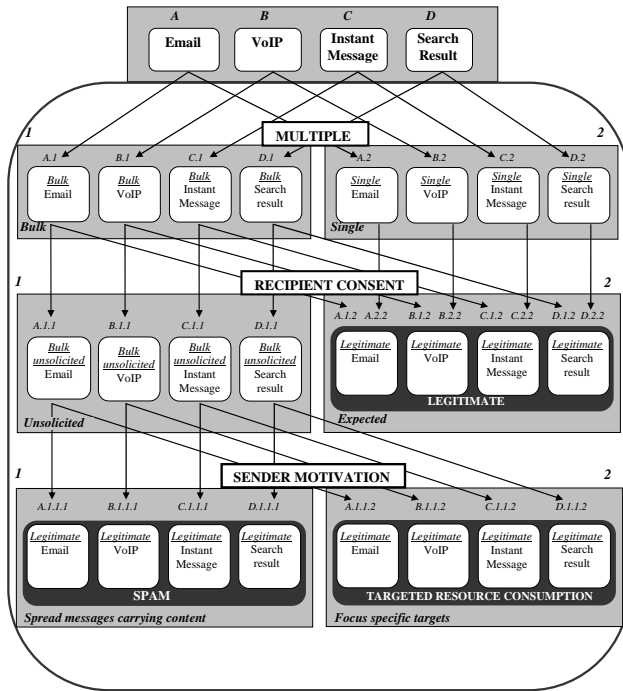 A B C D
Email VoIP Instant Message Search Result
1 MULTIPLE 2
A.1 B.1 C.1 D.1 A.2 B.2 C.2 D.2
Bulk Email Bulk VoIP Bulk Instant Message Bulk Search result Single Email Single VoIP Single Instant Message Single Search result
Bulk Single
1 RECIPIENT CONSENT 2
A.1.1 B.1.1 C.1.1 D.1.1 A.1.2 A.2.2 B.1.2 B.2.2 C.1.2 C.2.2 D.1.2 D.2.2
Bulk unsolicited Email Bulk unsolicited VoIP Bulk unsolicited Instant Message Bulk unsolicited Search result Legitimate Email Legitimate VoIP Legitimate Instant Message Legitimate Search result
LEGITIMATE
Unsolicited Expected
1 SENDER MOTIVATION 2
A.1.1.1 B.1.1.1 C.1.1.1 D.1.1.1 A.1.1.2 B.1.1.2 C.1.1.2 D.1.1.2
Legitimate Email Legitimate VoIP Legitimate Instant Message Legitimate Search result Legitimate Email Legitimate VoIP Legitimate Instant Message Legitimate Search result
SPAM TARGETED RESOURCE CONSUMPTION
Spread messages carrying content Focus specific targets